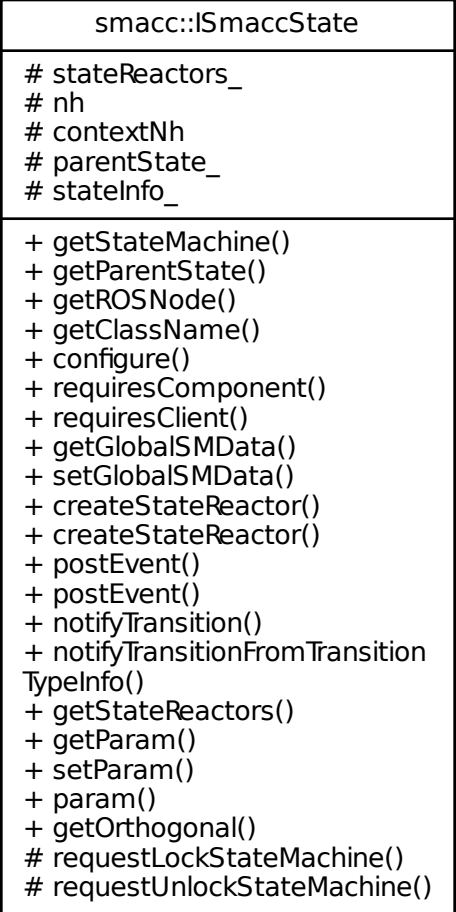 smacc::ISmaccState
# stateReactors_
# nh
# contextNh
# parentState_
# stateInfo_
+ getStateMachine()
+ getParentState()
+ getROSNode()
+ getClassName()
+ configure()
+ requiresComponent()
+ requiresClient()
+ getGlobalSMData()
+ setGlobalSMData()
+ createStateReactor()
+ createStateReactor()
+ postEvent()
+ postEvent()
+ notifyTransition()
+ notifyTransitionFromTransition
TypeInfo()
+ getStateReactors()
+ getParam()
+ setParam()
+ param()
+ getOrthogonal()
# requestLockStateMachine()
# requestUnlockStateMachine()